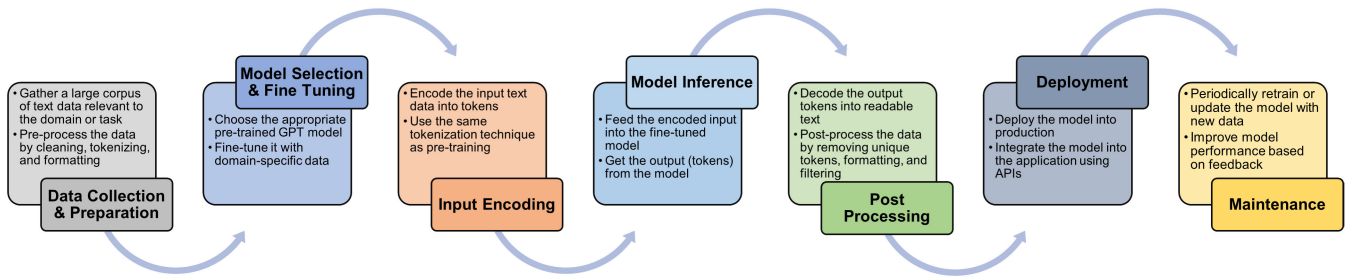 • Gather a large corpus
of text data relevant to
the domain or task
• Pre-process the data
by cleaning, tokenizing,
and formatting
Data Collection
& Preparation
Model Selection
& Fine Tuning
• Choose the appropriate
pre-trained GPT model
• Fine-tune it with
domain-specific data
• Encode the input text
data into tokens
• Use the same
tokenization technique
as pre-training
Input Encoding
Model Inference
• Feed the encoded input
into the fine-tuned
model
• Get the output (tokens)
from the model
• Decode the output
tokens into readable
text
• Post-process the data
by removing unique
tokens, formatting, and
filtering
Post
Processing
Deployment
• Deploy the model into
production
• Integrate the model into
the application using
APIs
• Periodically retrain or
update the model with
new data
• Improve model
performance based
on feedback
Maintenance